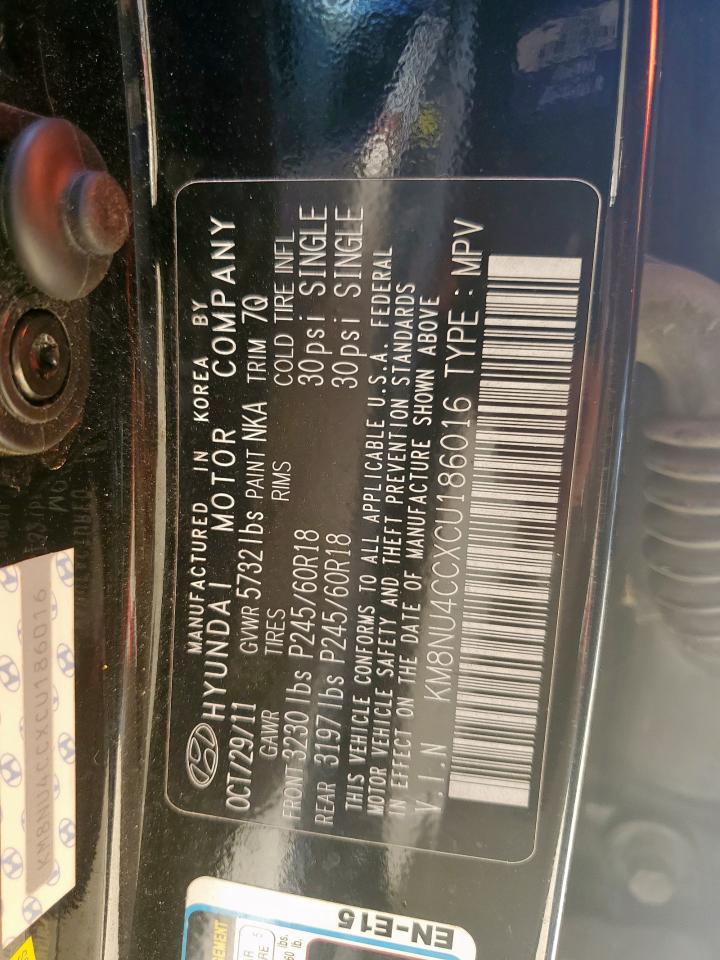 MANUFACTURED IN KOREA BY
HYUNDAI MOTOR COMPANY
OCT/29/11 GVWR 5732lbs PAINT NKA TRIM 7Q
GAWR TIRES RIMS COLD TIRE INFL
FRONT 3230 lbs P245/60R18 30psi SINGLE
REAR 3197 lbs P245/60R18 30psi SINGLE
THIS VEHICLE CONFORMS TO ALL APPLICABLE U.S.A. FEDERAL
MOTOR VEHICLE SAFETY AND THEFT PREVENTION STANDARDS
IN EFFECT ON THE DATE OF MANUFACTURE SHOWN ABOVE
V.I.N KM8NU4CCXCU186016 TYPE : MPV
KM8NU4CCXCU186016
EN-E15